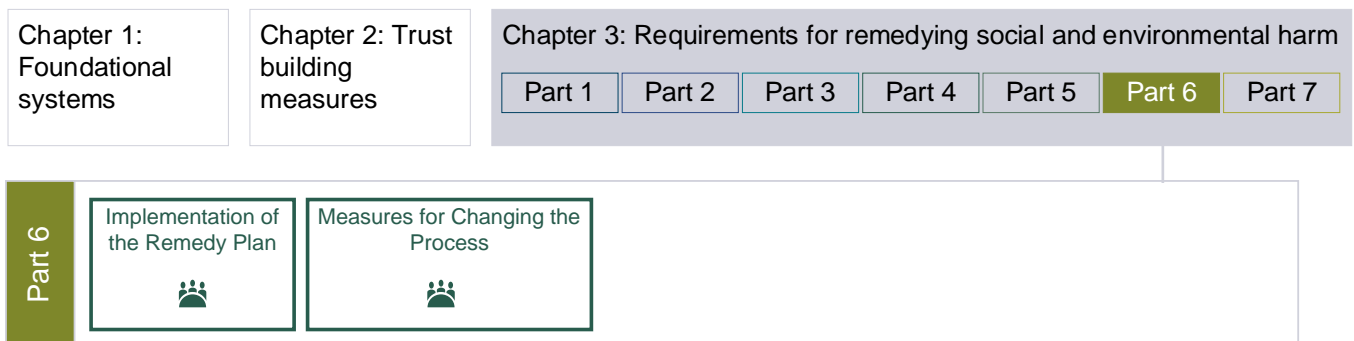 Chapter 1:
Foundational
systems
Chapter 2: Trust
building
measures
Chapter 3: Requirements for remedying social and environmental harm
Part 1
Part 2
Part 3
Part 4
Part 5
Part 6
Part 7
Part 6
Implementation of
the Remedy Plan
Measures for Changing the
Process